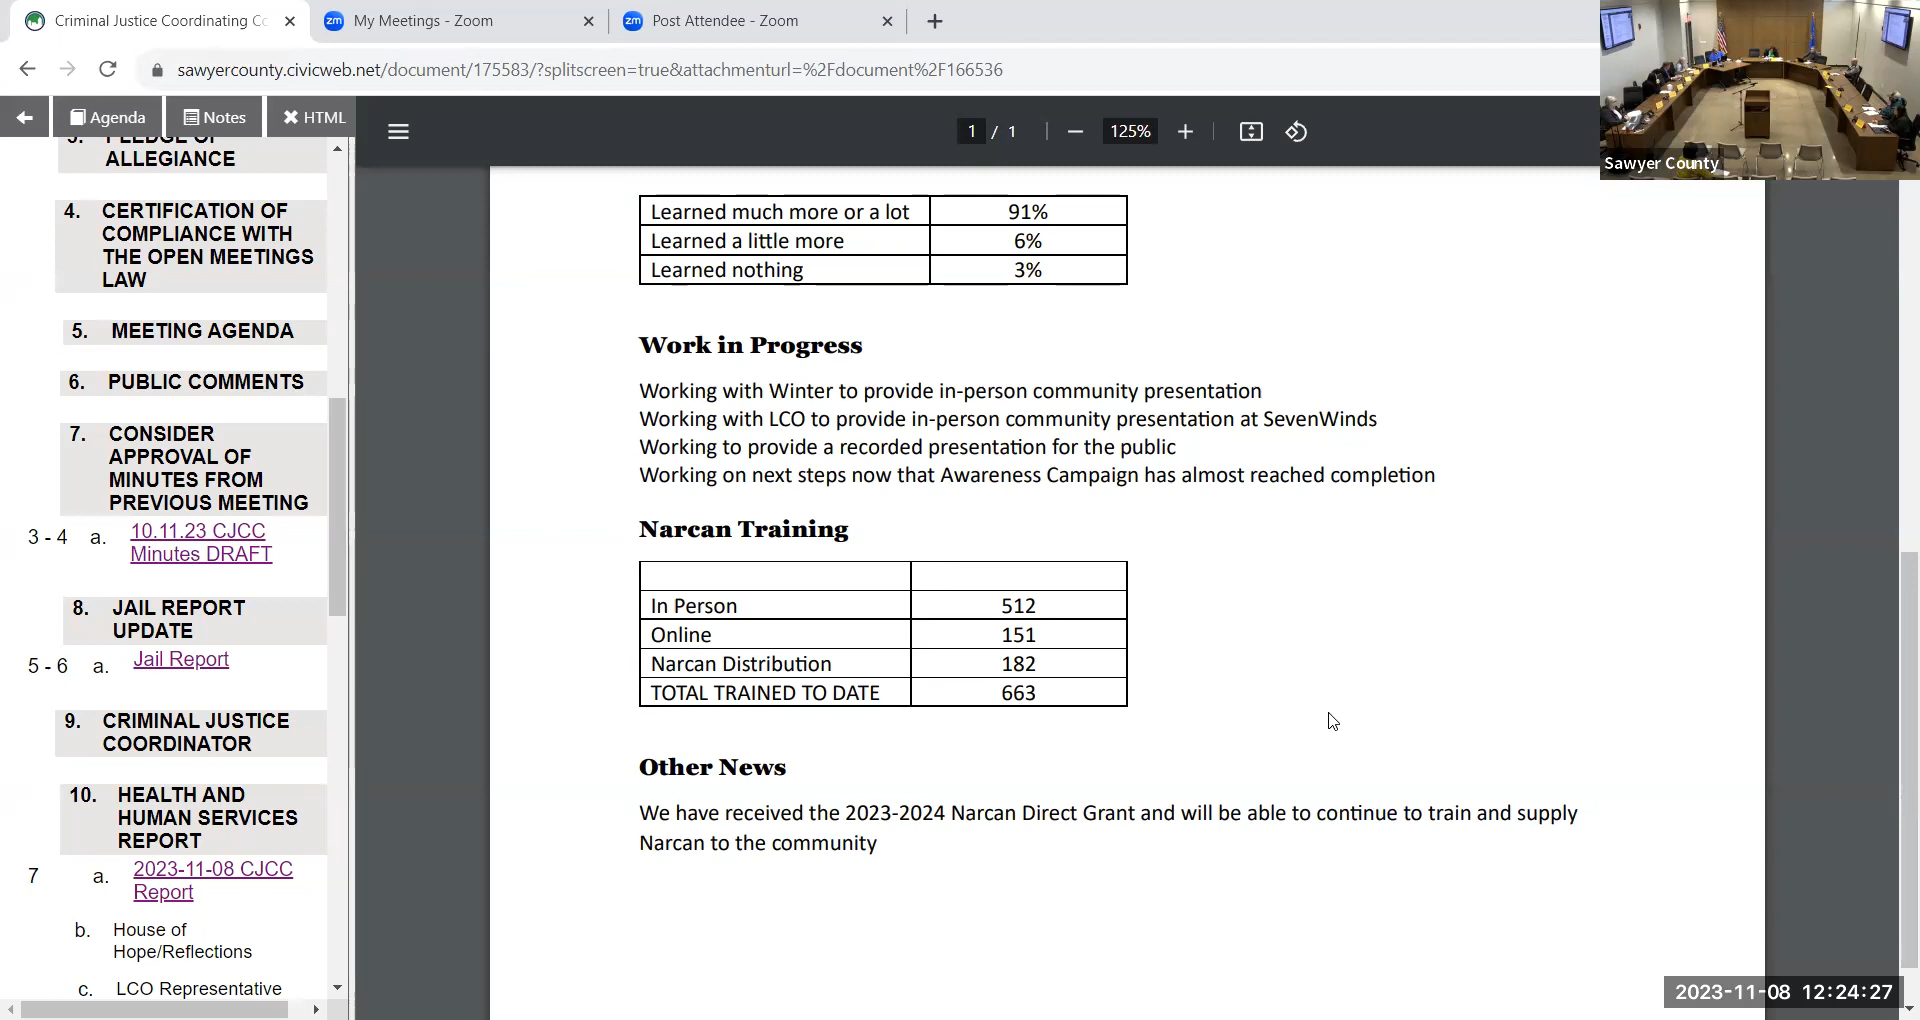 Criminal Justice Coordinating Cc
My Meetings - Zoom
Post Attendee - Zoom
sawyercounty.civicweb.net/document/175583/?splitscreen=true&attachmenturl=%2Fdocument%2F166536
Agenda
Notes
HTML
1 / 1
125%
Sawyer County
3. PLEDGE OF
ALLEGIANCE
4. CERTIFICATION OF
COMPLIANCE WITH
THE OPEN MEETINGS
LAW
5. MEETING AGENDA
6. PUBLIC COMMENTS
7. CONSIDER
APPROVAL OF
MINUTES FROM
PREVIOUS MEETING
3 - 4 a. 10.11.23 CJCC
Minutes DRAFT
8. JAIL REPORT
UPDATE
5 - 6 a. Jail Report
9. CRIMINAL JUSTICE
COORDINATOR
10. HEALTH AND
HUMAN SERVICES
REPORT
7 a. 2023-11-08 CJCC
Report
b. House of
Hope/Reflections
c. LCO Representative
Learned much more or a lot 91%
Learned a little more 6%
Learned nothing 3%
Work in Progress
Working with Winter to provide in-person community presentation
Working with LCO to provide in-person community presentation at SevenWinds
Working to provide a recorded presentation for the public
Working on next steps now that Awareness Campaign has almost reached completion
Narcan Training
In Person 512
Online 151
Narcan Distribution 182
TOTAL TRAINED TO DATE 663
Other News
We have received the 2023-2024 Narcan Direct Grant and will be able to continue to train and supply
Narcan to the community
2023-11-08 12:24:27